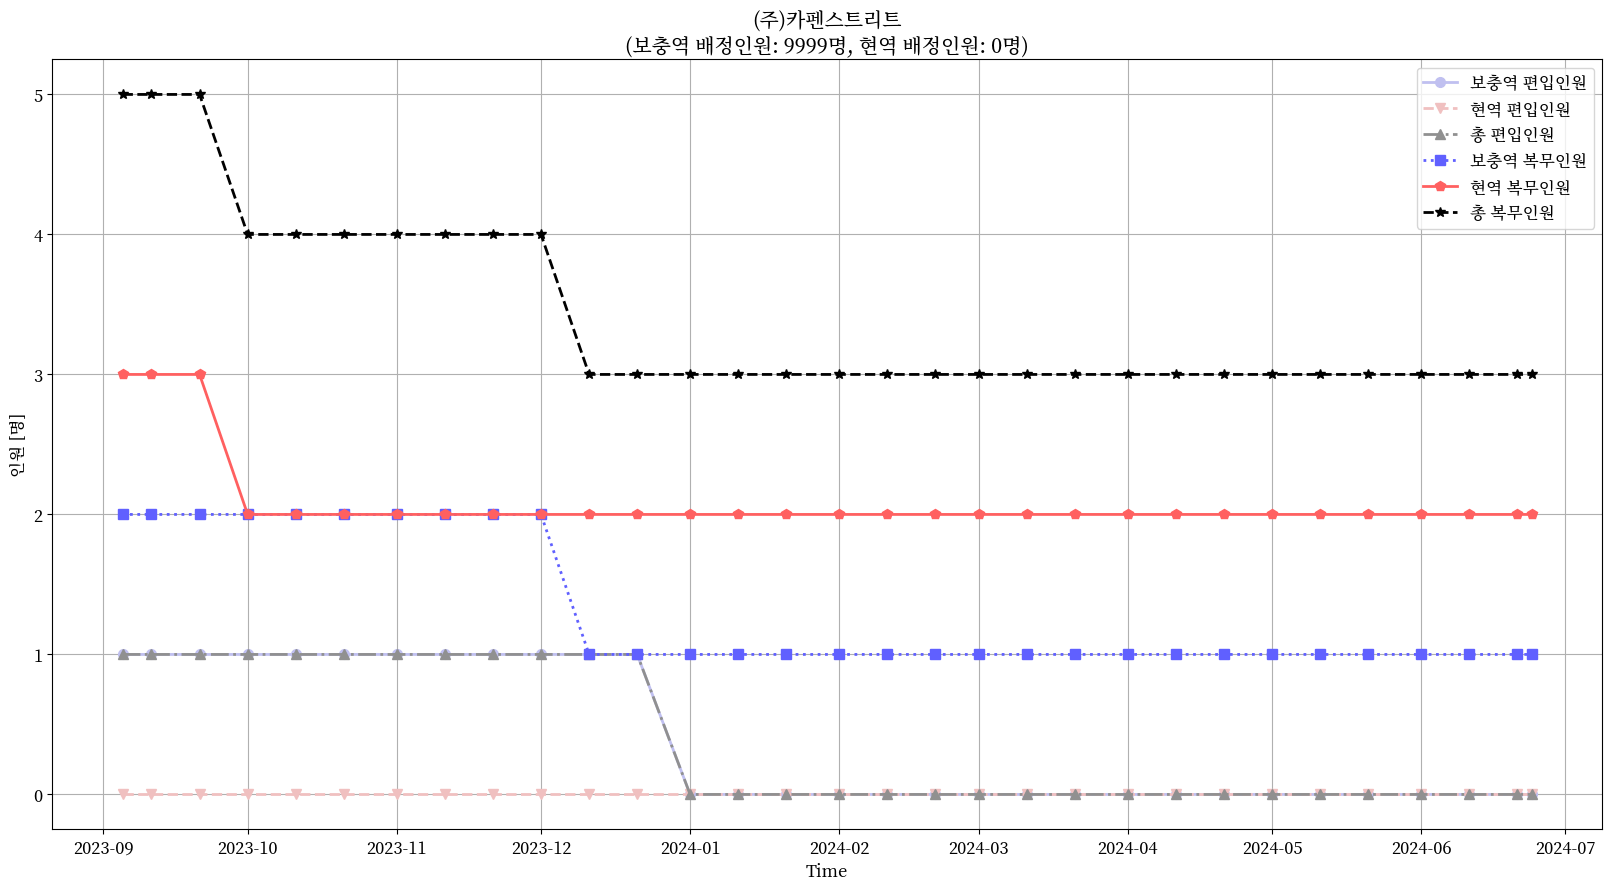 (주)카펜스트리트
(보충역 배정인원: 9999명, 현역 배정인원: 0명)
보충역 편입인원
현역 편입인원
총 편입인원
보충역 복무인원
현역 복무인원
총 복무인원
인원 [명]
5
4
3
2
1
0
2023-09 2023-10 2023-11 2023-12 2024-01 2024-02 2024-03 2024-04 2024-05 2024-06 2024-07
Time